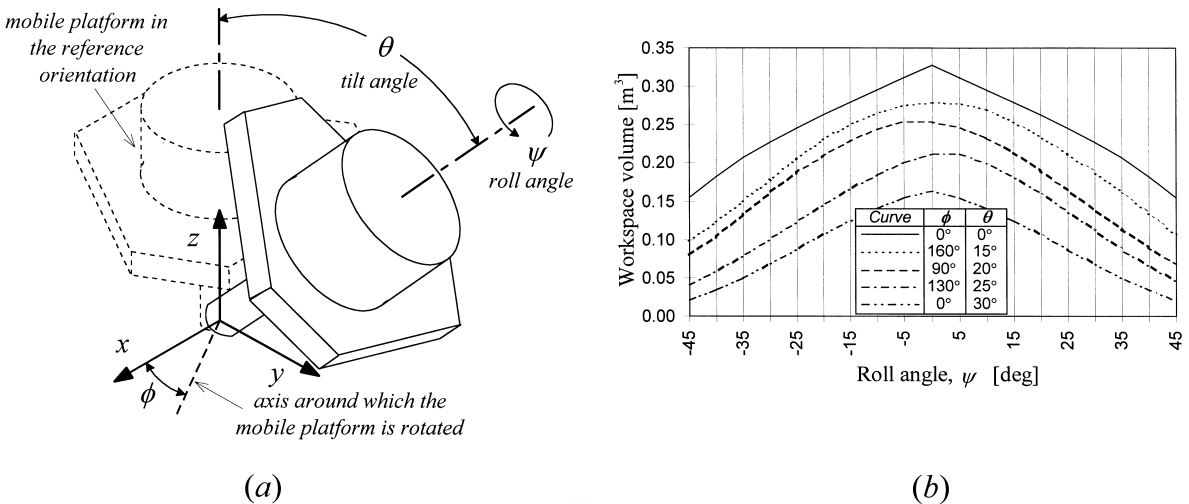 mobile platform in
the reference
orientation
θ
tilt angle
ψ
roll angle
z
x
y
ϕ
axis around which the
mobile platform is rotated
(a)
Workspace volume [m³]
0.35
0.30
0.25
0.20
0.15
0.10
0.05
0.00
Curve ϕ θ
0° 0°
160° 15°
90° 20°
130° 25°
0° 30°
-45 -35 -25 -15 -5 5 15 25 35 45
Roll angle, ψ [deg]
(b)